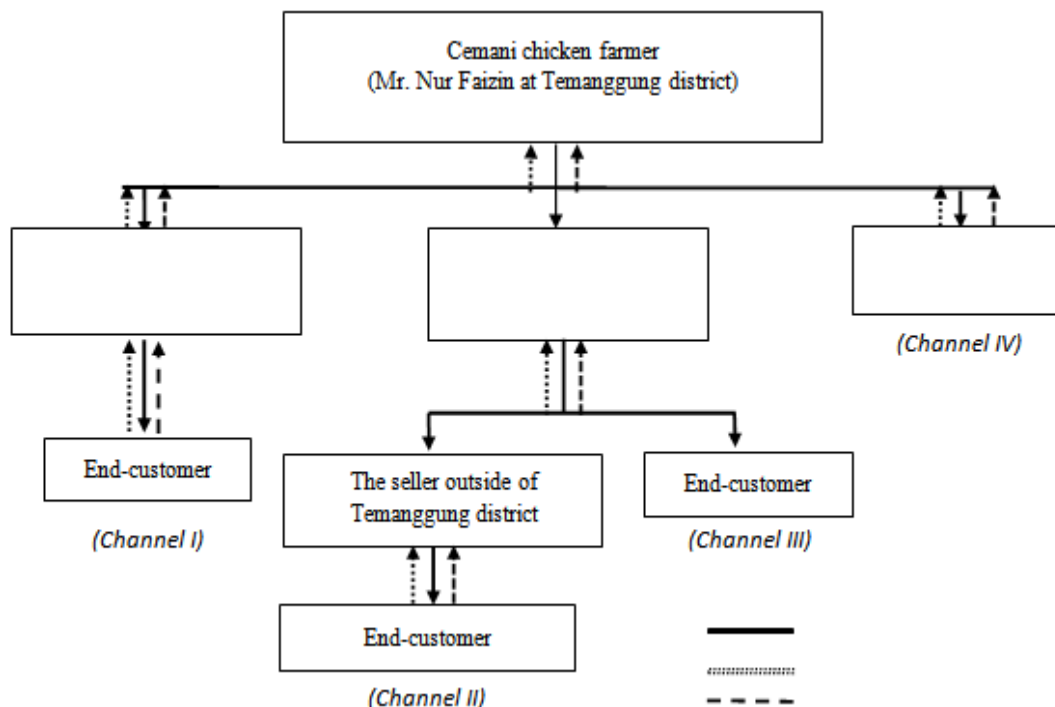 Cemani chicken farmer
(Mr. Nur Faizin at Temanggung district)
(Channel IV)
End-customer
(Channel I)
The seller outside of
Temanggung district
End-customer
(Channel III)
End-customer
(Channel II)